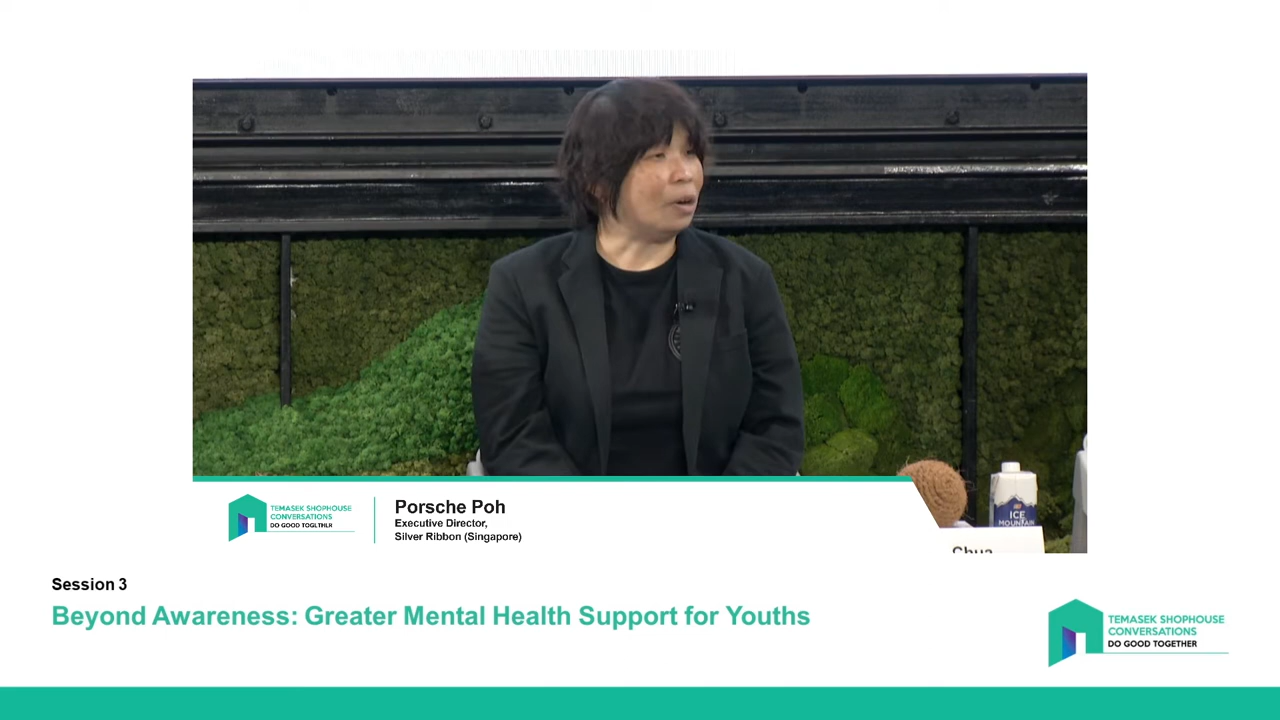 TEMASEK SHOPHOUSE
CONVERSATIONS
DO GOOD TOGETHER
Porsche Poh
Executive Director,
Silver Ribbon (Singapore)
ICE
MOUNTAIN
Chua
Session 3
Beyond Awareness: Greater Mental Health Support for Youths
TEMASEK SHOPHOUSE
CONVERSATIONS
DO GOOD TOGETHER